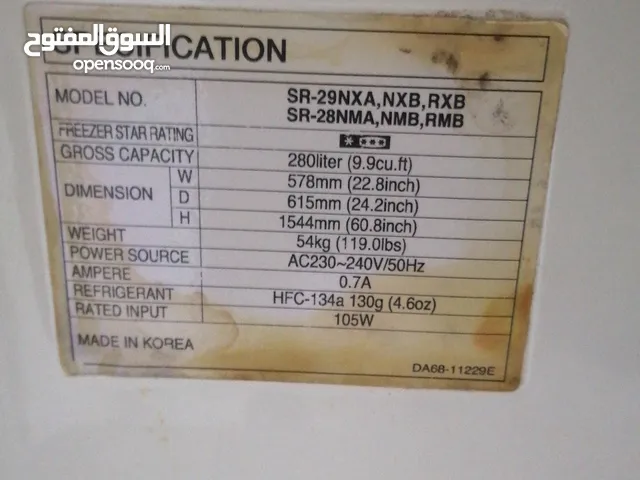 السوق المفتوح
opensooq.com
SPECIFICATION
MODEL NO. SR-29NXA,NXB,RXB
SR-28NMA,NMB,RMB
FREEZER STAR RATING
GROSS CAPACITY 280liter (9.9cu.ft)
DIMENSION W 578mm (22.8inch)
D 615mm (24.2inch)
H 1544mm (60.8inch)
WEIGHT 54kg (119.0lbs)
POWER SOURCE AC230~240V/50Hz
AMPERE 0.7A
REFRIGERANT HFC-134a 130g (4.6oz)
RATED INPUT 105W
MADE IN KOREA
DA68-11229E